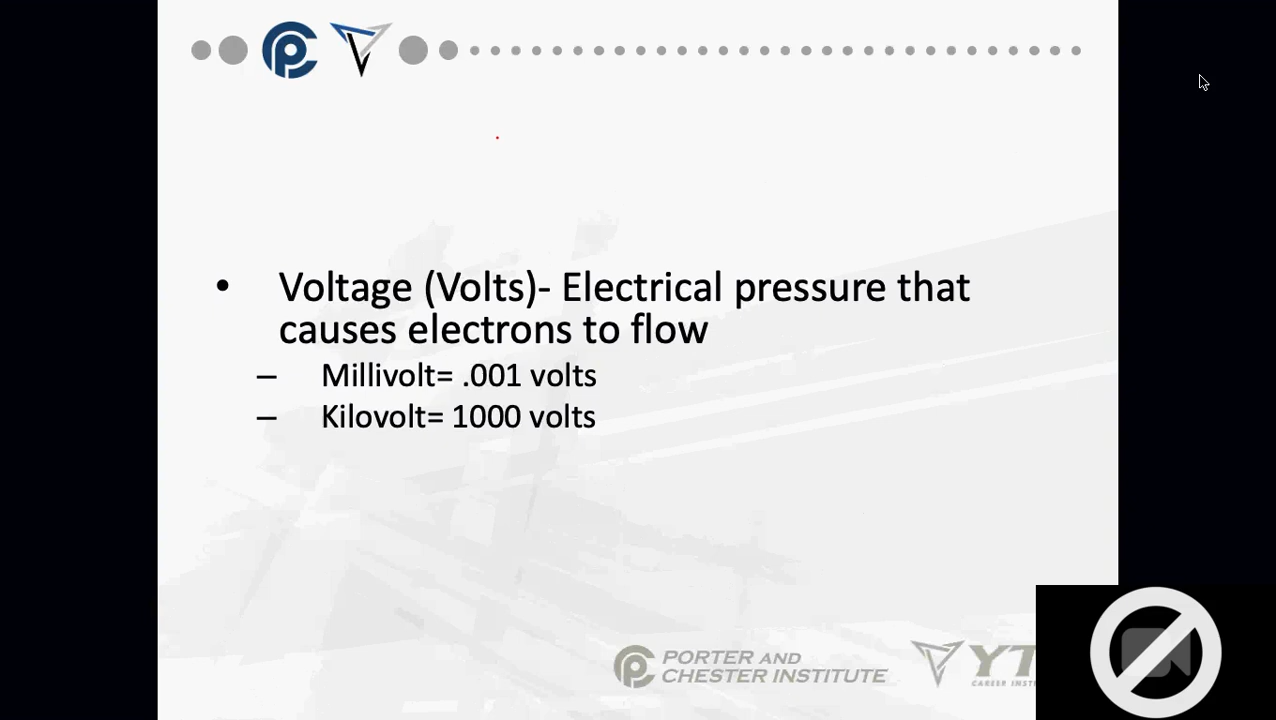 • Voltage (Volts)- Electrical pressure that
causes electrons to flow
– Millivolt= .001 volts
– Kilovolt= 1000 volts
PORTER AND
CHESTER INSTITUTE